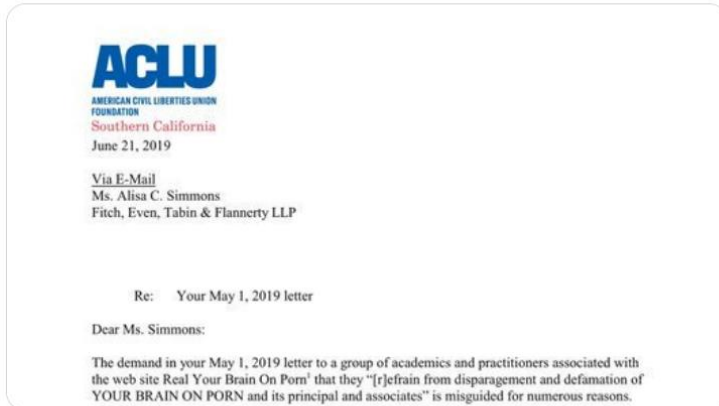 ACLU
AMERICAN CIVIL LIBERTIES UNION
FOUNDATION
Southern California
June 21, 2019
Via E-Mail
Ms. Alisa C. Simmons
Fitch, Even, Tabin & Flannerty LLP
Re: Your May 1, 2019 letter
Dear Ms. Simmons:
The demand in your May 1, 2019 letter to a group of academics and practitioners associated with
the web site Real Your Brain On Porn¹ that they “[r]efrain from disparagement and defamation of
YOUR BRAIN ON PORN and its principal and associates” is misguided for numerous reasons.